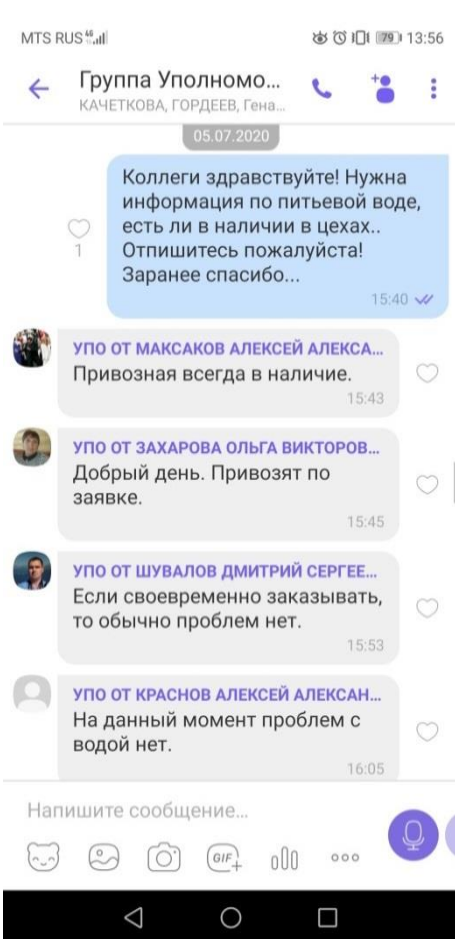 MTS RUS 79 13:56
Группа Уполномо...
КАЧЕТКОВА, ГОРДЕЕВ, Гена...
05.07.2020
Коллеги здравствуйте! Нужна
информация по питьевой воде,
есть ли в наличии в цехах..
Отпишитесь пожалуйста!
Заранее спасибо...
1
15:40
УПО ОТ МАКСАКОВ АЛЕКСЕЙ АЛЕКСА...
Привозная всегда в наличие.
15:43
УПО ОТ ЗАХАРОВА ОЛЬГА ВИКТОРОВ...
Добрый день. Привозят по
заявке.
15:45
УПО ОТ ШУВАЛОВ ДМИТРИЙ СЕРГЕЕ...
Если своевременно заказывать,
то обычно проблем нет.
15:53
УПО ОТ КРАСНОВ АЛЕКСЕЙ АЛЕКСАН...
На данный момент проблем с
водой нет.
16:05
Напишите сообщение...
GIF